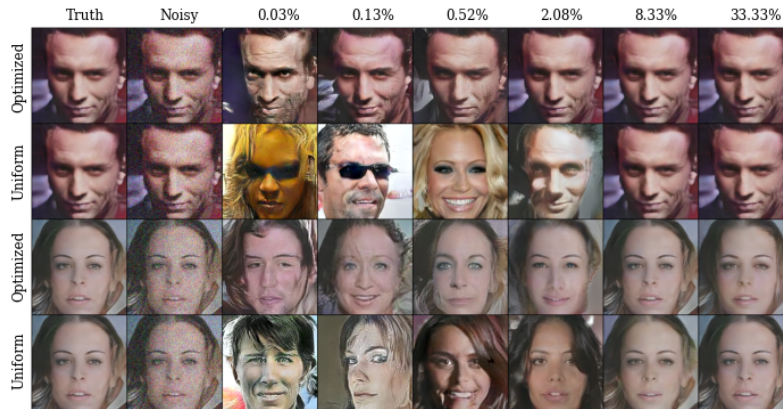 Truth Noisy 0.03% 0.13% 0.52% 2.08% 8.33% 33.33%
Optimized
Uniform
Optimized
Uniform